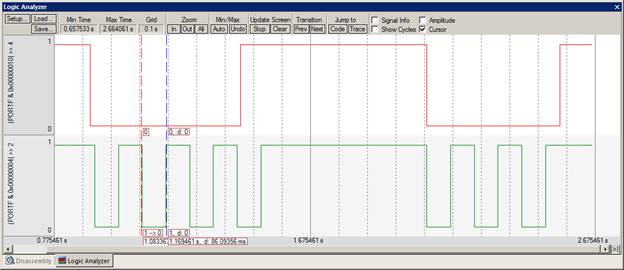 Logic Analyzer
Setup... Load... Min Time Max Time Grid Zoom Min/Max Update Screen Transition Jump to Signal Info Amplitude
Save... 0.657533 s 2.664061 s 0.1 s In Out All Auto Undo Stop Clear Prev Next Code Trace Show Cycles Cursor
1
(PORTF & 0x00000010) >> 4
0
0 0, d: 0
1
(PORTF & 0x00000004) >> 2
0
1 -> 0 1, d: 0
1.08336 1.169461 s, d: 86.09356 ms
0.775461 s 1.675461 s 2.675461 s
Disassembly Logic Analyzer